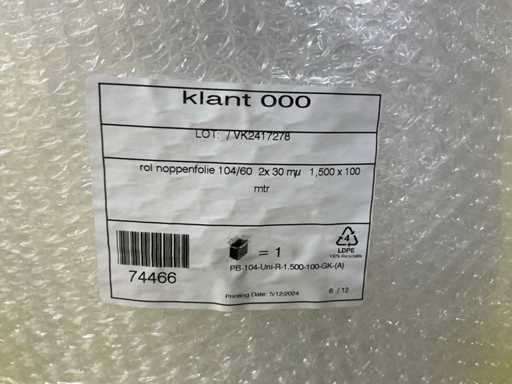 klant 000
LOT: / VK2417278
rol noppenfolie 104/60 2x 30 mµ 1,500 x 100
mtr
= 1
4
LDPE
100% Recyclable
PB-104-Uni-R-1.500-100-GK-(A)
74466
Printing Date: 5/12/2024
6 / 12